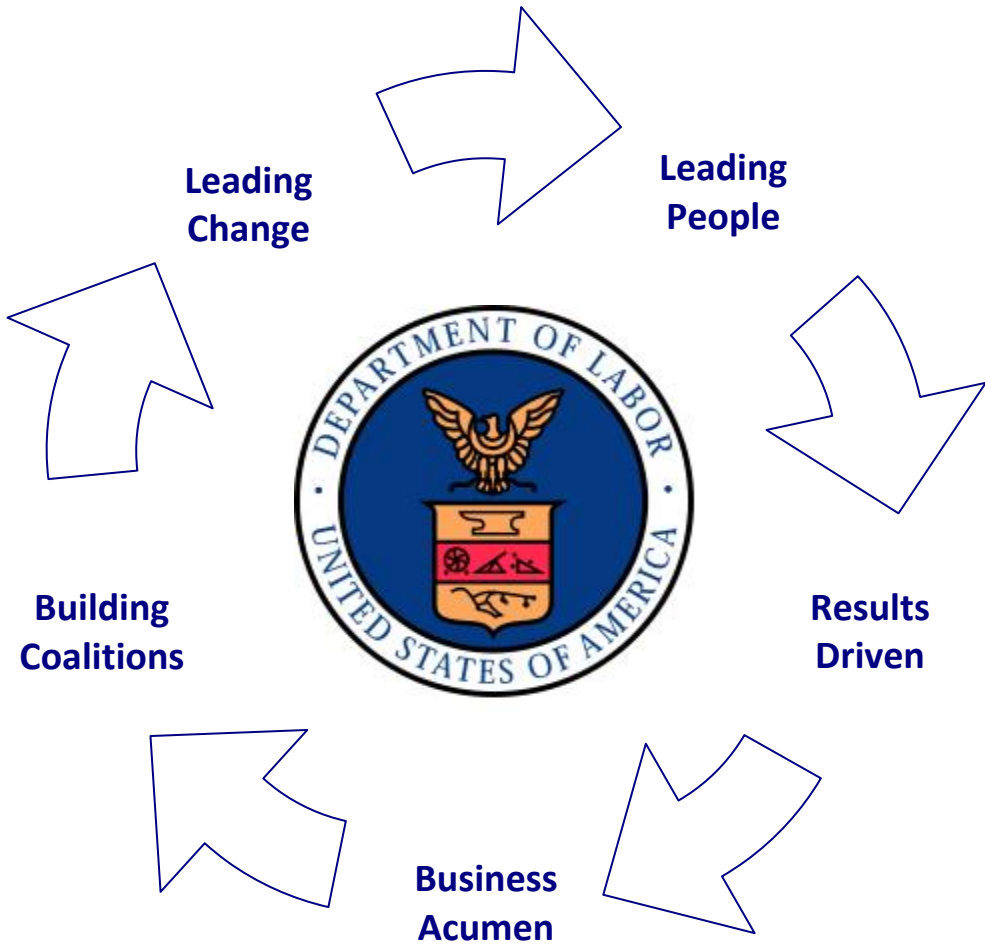 Leading
Change
Leading
People
DEPARTMENT OF LABOR
UNITED STATES OF AMERICA
Building
Coalitions
Results
Driven
Business
Acumen